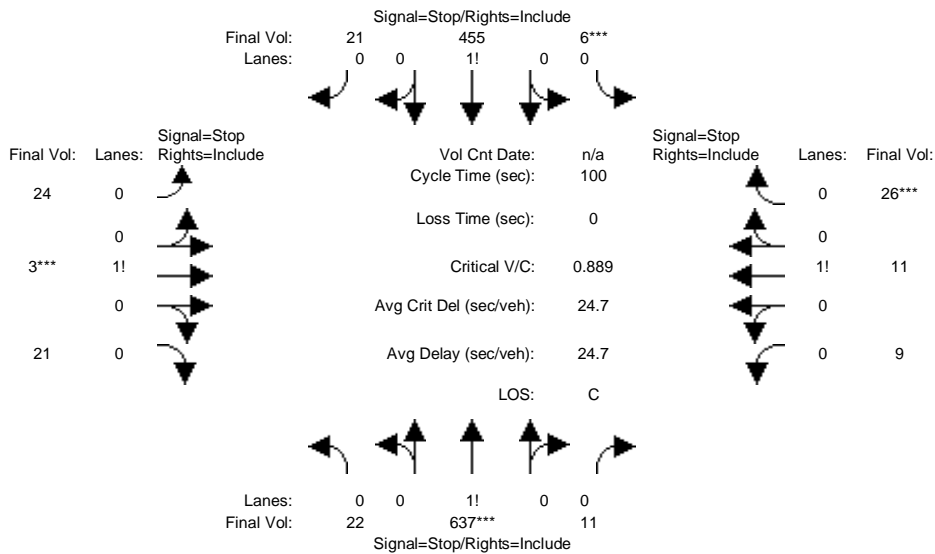 Signal=Stop/Rights=Include
Final Vol: 21 455 6***
Lanes: 0 0 1! 0 0
Signal=Stop
Final Vol: Lanes: Rights=Include
Vol Cnt Date: n/a
Signal=Stop
Rights=Include Lanes: Final Vol:
Cycle Time (sec): 100
24 0
0 26***
Loss Time (sec): 0
0
0
3*** 1!
Critical V/C: 0.889
1! 11
0
Avg Crit Del (sec/veh): 24.7
0
21 0
Avg Delay (sec/veh): 24.7
0 9
LOS: C
Lanes: 0 0 1! 0 0
Final Vol: 22 637*** 11
Signal=Stop/Rights=Include